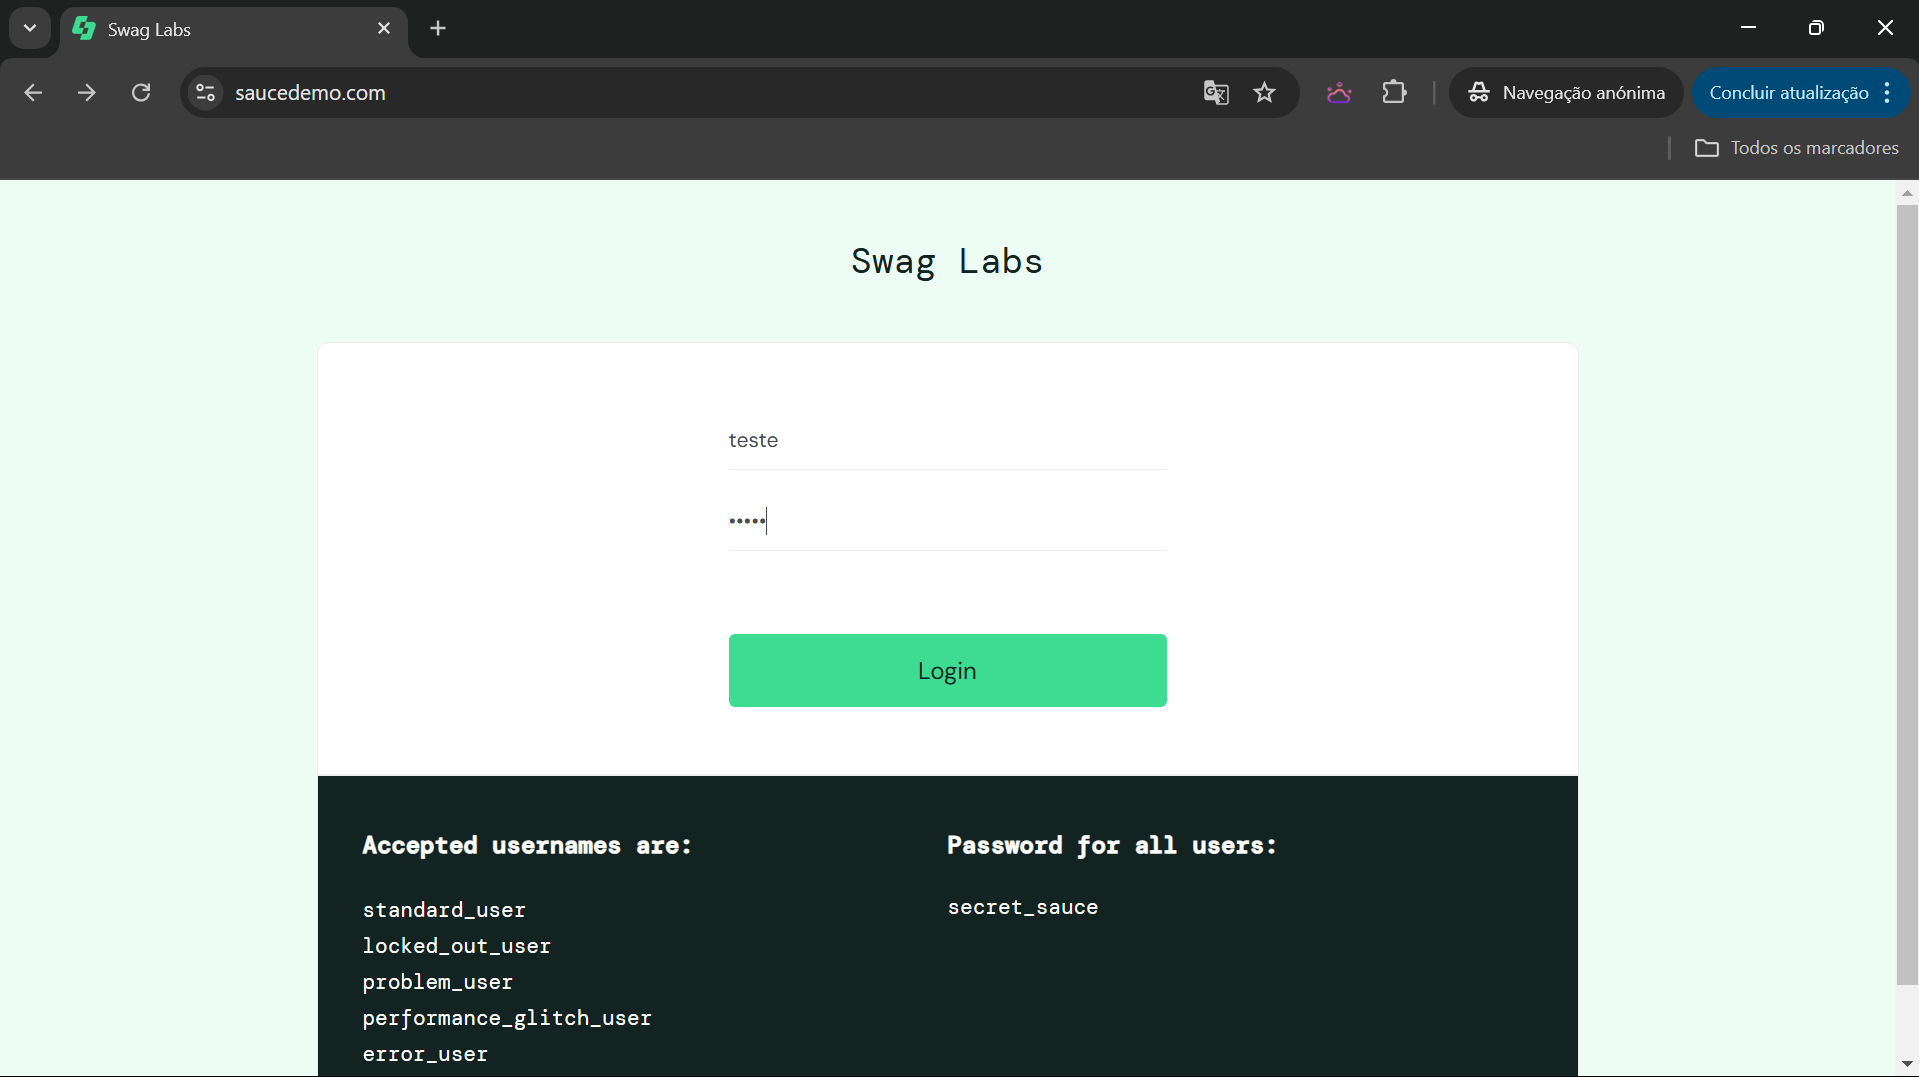 Swag Labs
saucedemo.com
Navegação anónima
Concluir atualização
Todos os marcadores
Swag Labs
teste
•••••
Login
Accepted usernames are:
standard_user
locked_out_user
problem_user
performance_glitch_user
error_user
Password for all users:
secret_sauce